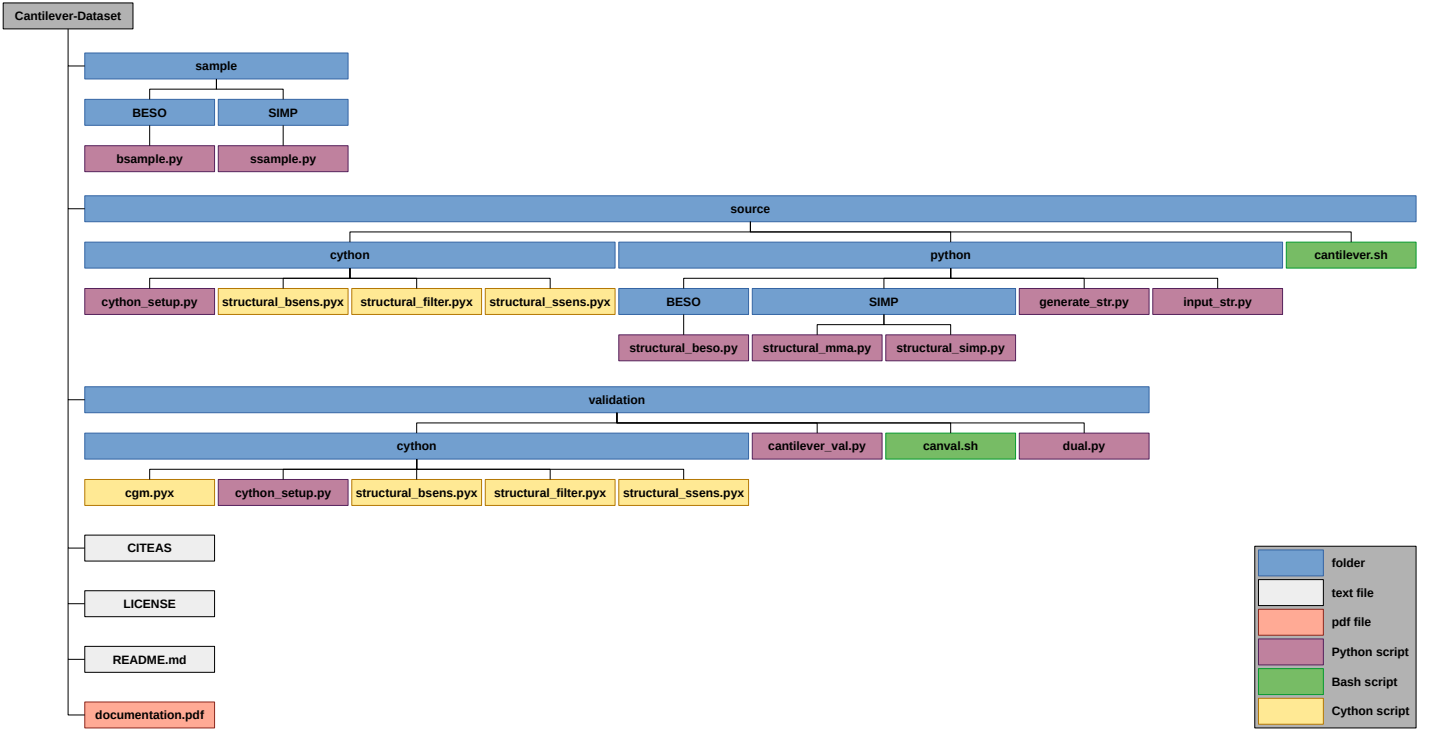 Cantilever-Dataset
sample
BESO SIMP
bsample.py ssample.py
source
cython python cantilever.sh
cython_setup.py structural_bsens.pyx structural_filter.pyx structural_ssens.pyx BESO SIMP generate_str.py input_str.py
structural_beso.py structural_mma.py structural_simp.py
validation
cython cantilever_val.py canval.sh dual.py
cgm.pyx cython_setup.py structural_bsens.pyx structural_filter.pyx structural_ssens.pyx
CITEAS
LICENSE
README.md
documentation.pdf
folder
text file
pdf file
Python script
Bash script
Cython script